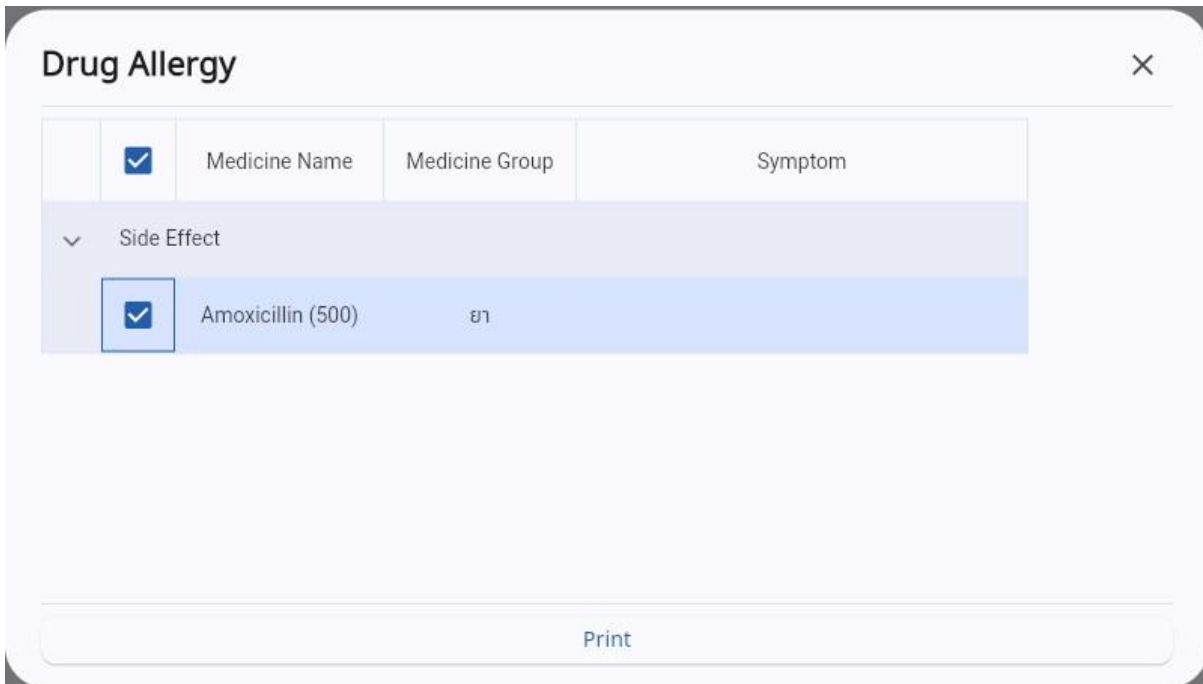 Drug Allergy
Medicine Name Medicine Group Symptom
Side Effect
Amoxicillin (500) ยา
Print